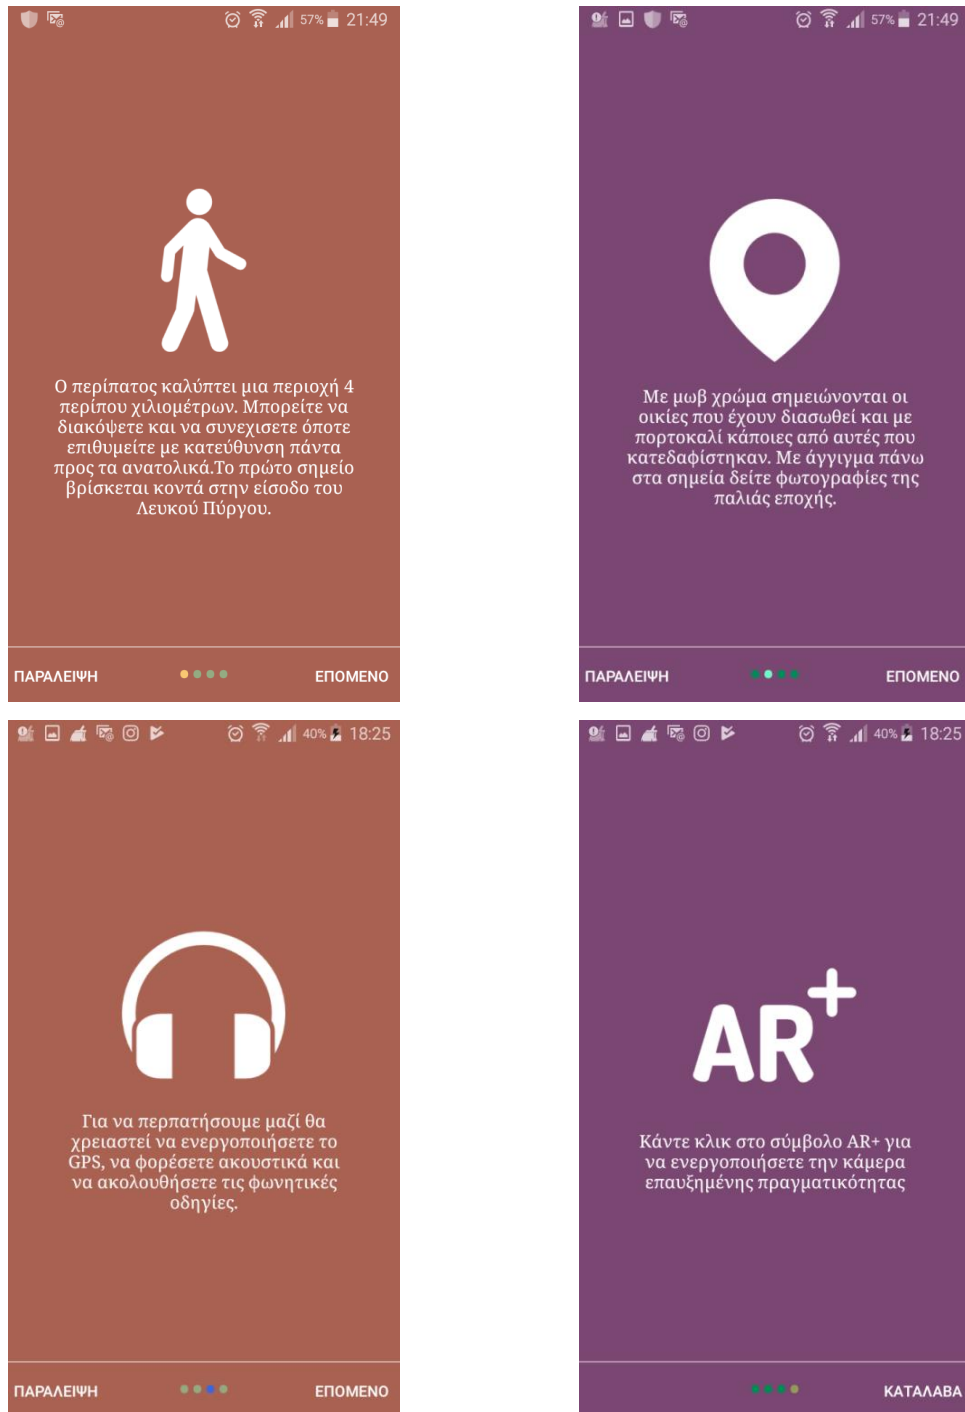 57% 21:49
Ο περίπατος καλύπτει μια περιοχή 4
περίπου χιλιομέτρων. Μπορείτε να
διακόψετε και να συνεχισετε όποτε
επιθυμείτε με κατεύθυνση πάντα
προς τα ανατολικά.Το πρώτο σημείο
βρίσκεται κοντά στην είσοδο του
Λευκού Πύργου.
ΠΑΡΑΛΕΙΨΗ
ΕΠΟΜΕΝΟ
57% 21:49
Με μωβ χρώμα σημειώνονται οι
οικίες που έχουν διασωθεί και με
πορτοκαλί κάποιες από αυτές που
κατεδαφίστηκαν. Με άγγιγμα πάνω
στα σημεία δείτε φωτογραφίες της
παλιάς εποχής.
ΠΑΡΑΛΕΙΨΗ
ΕΠΟΜΕΝΟ
40% 18:25
Για να περπατήσουμε μαζί θα
χρειαστεί να ενεργοποιήσετε το
GPS, να φορέσετε ακουστικά και
να ακολουθήσετε τις φωνητικές
οδηγίες.
ΠΑΡΑΛΕΙΨΗ
ΕΠΟΜΕΝΟ
40% 18:25
AR+
Κάντε κλικ στο σύμβολο AR+ για
να ενεργοποιήσετε την κάμερα
επαυξημένης πραγματικότητας
ΚΑΤΑΛΑΒΑ